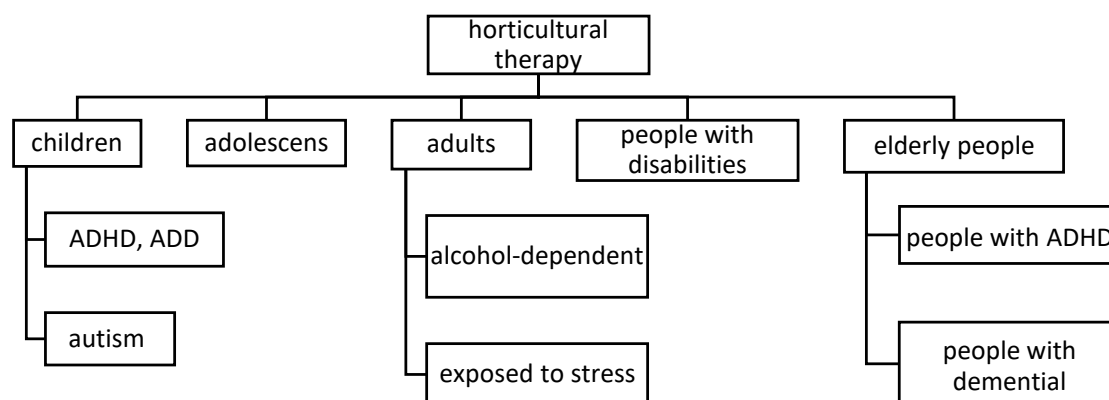 horticultural
therapy
children
adolescens
adults
people with
disabilities
elderly people
ADHD, ADD
autism
alcohol-dependent
exposed to stress
people with ADHD
people with
demential